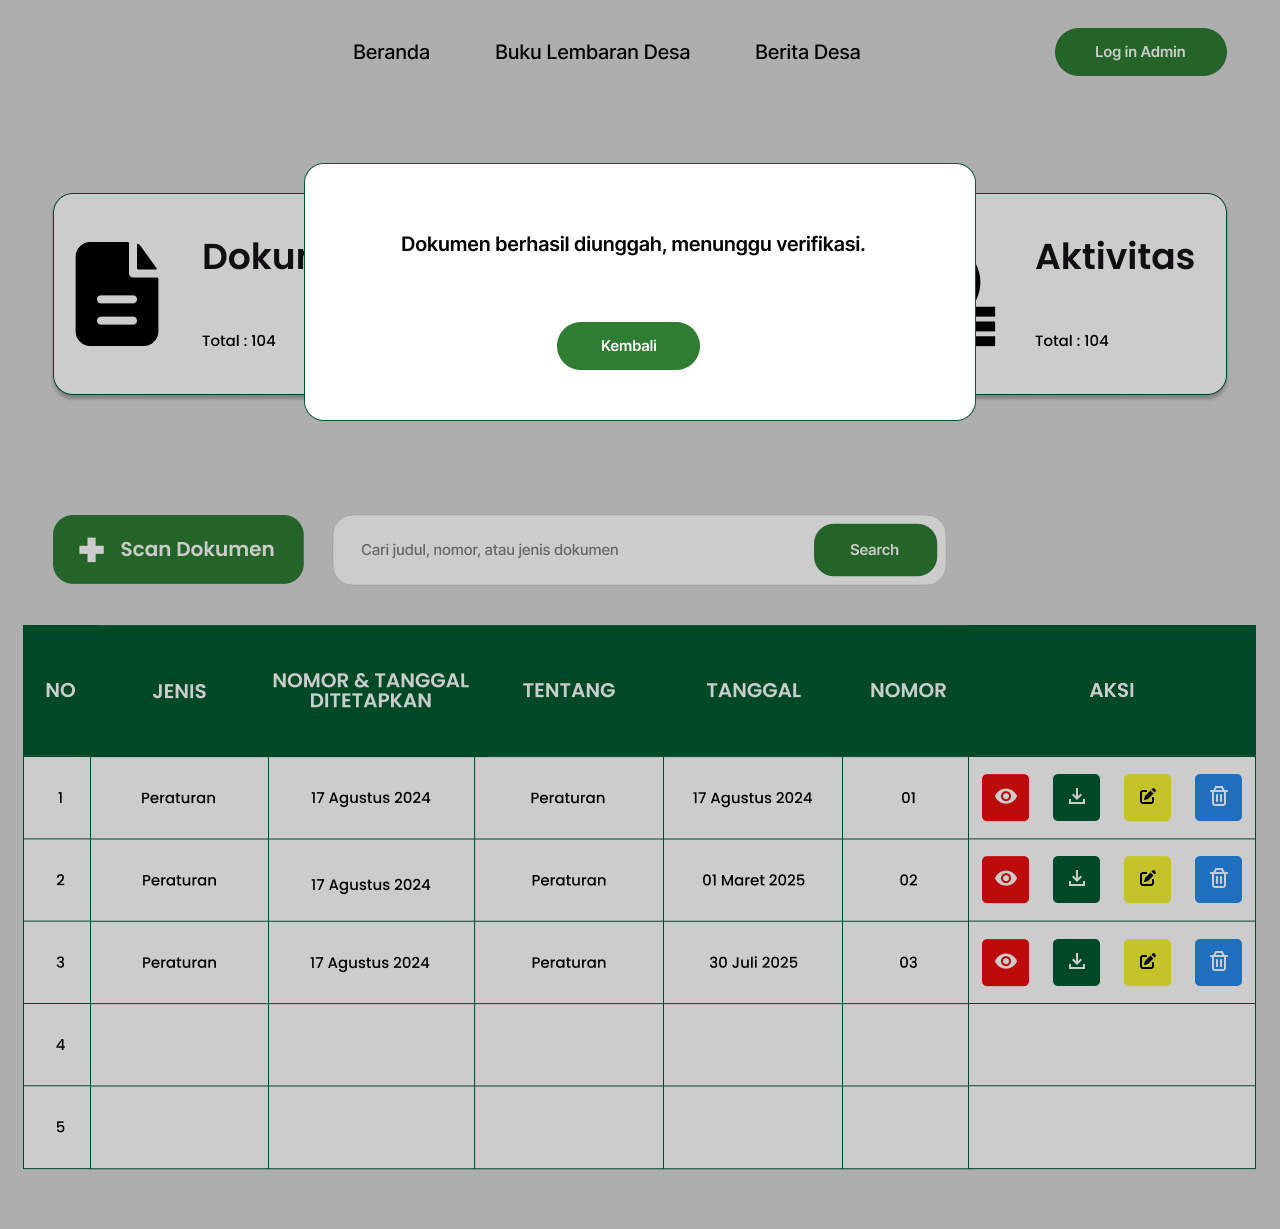 Beranda
Buku Lembaran Desa
Berita Desa
Log in Admin
Aktivitas
Total : 104
Total : 104
Dokumen berhasil diunggah, menunggu verifikasi.
Kembali
Scan Dokumen
Cari judul, nomor, atau jenis dokumen
Search
NO
JENIS
NOMOR & TANGGAL
DITETAPKAN
TENTANG
TANGGAL
NOMOR
AKSI
1
Peraturan
17 Agustus 2024
Peraturan
17 Agustus 2024
01
2
Peraturan
17 Agustus 2024
Peraturan
01 Maret 2025
02
3
Peraturan
17 Agustus 2024
Peraturan
30 Juli 2025
03
4
5